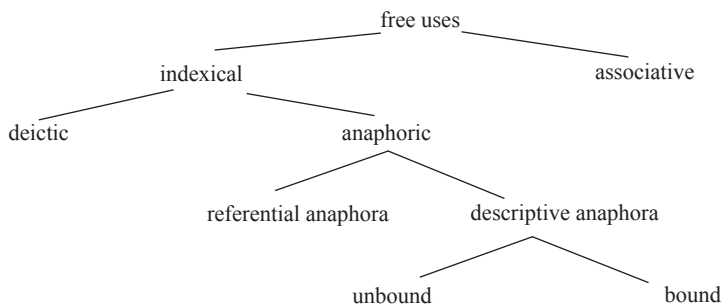 free uses
indexical
associative
deictic
anaphoric
referential anaphora
descriptive anaphora
unbound
bound